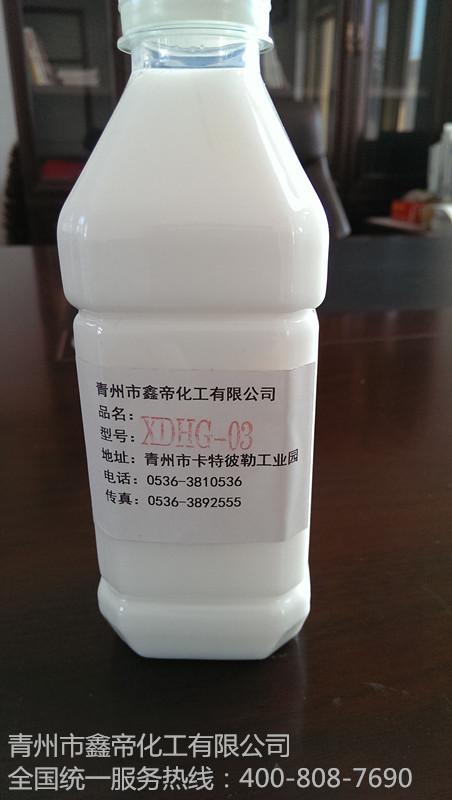 青州市鑫帝化工有限公司
品名：
型号：XDHG-03
地址：青州市卡特彼勒工业园
电话：0536-3810536
传真：0536-3892555
青州市鑫帝化工有限公司
全国统一服务热线：400-808-7690